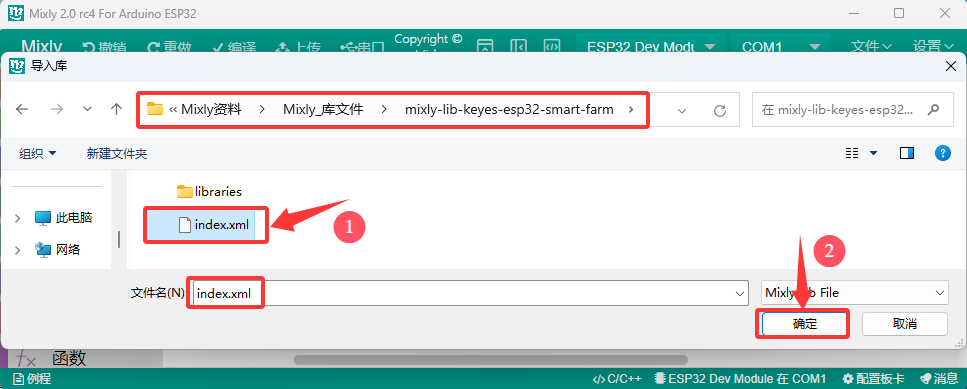 Mixly 2.0 rc4 For Arduino ESP32
Mixly 撤销 重做 编译 上传 串口 Copyright © ESP32 Dev Modu COM1 文件 设置
导入库
« Mixly资料 > Mixly_库文件 > mixly-lib-keyes-esp32-smart-farm > 在 mixly-lib-keyes-esp32...
组织 新建文件夹
libraries
此电脑 index.xml 1
网络
2
文件名(N) index.xml File
确定 取消
fx 函数
例程 </> C/C++ ESP32 Dev Module 在 COM1 配置板卡 消息